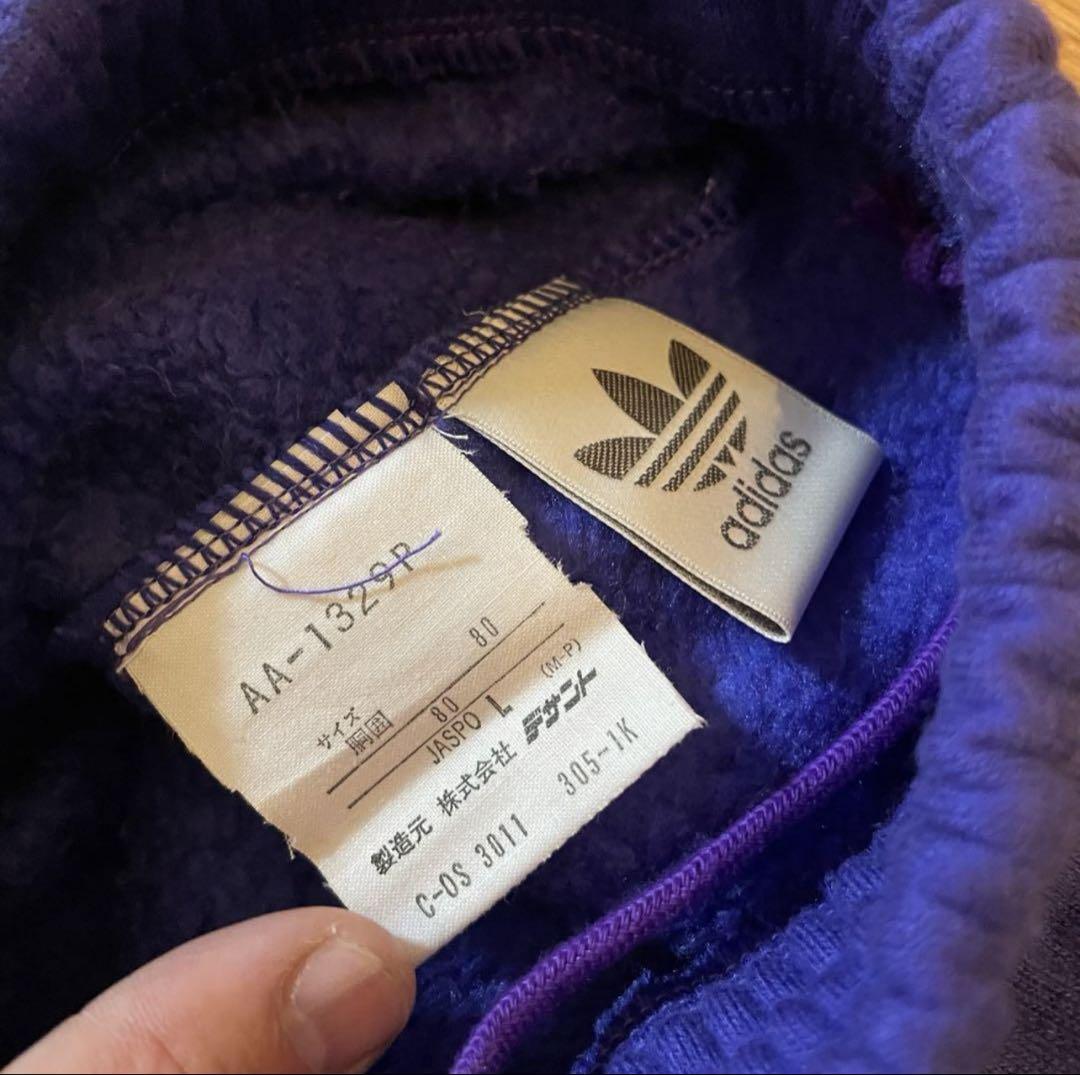 AA-1329P
サイズ 80
胴囲 80
JASPO L (M-P)
製造元 株式会社 デサント
C-OS 3011 305-1K
adidas